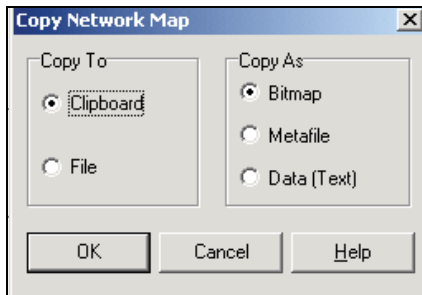 Copy Network Map
Copy To
Clipboard
File
Copy As
Bitmap
Metafile
Data (Text)
OK
Cancel
Help